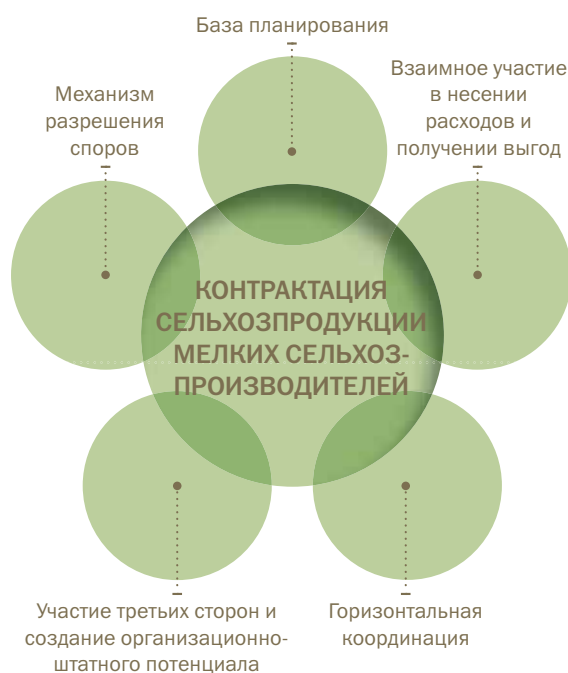 База планирования
Взаимное участие
в несении
расходов и
получении выгод
Механизм
разрешения
споров
КОНТРАКТАЦИЯ
СЕЛЬХОЗПРОДУКЦИИ
МЕЛКИХ СЕЛЬХОЗ-
ПРОИЗВОДИТЕЛЕЙ
Участие третьих сторон и
создание организационно-
штатного потенциала
Горизонтальная
координация